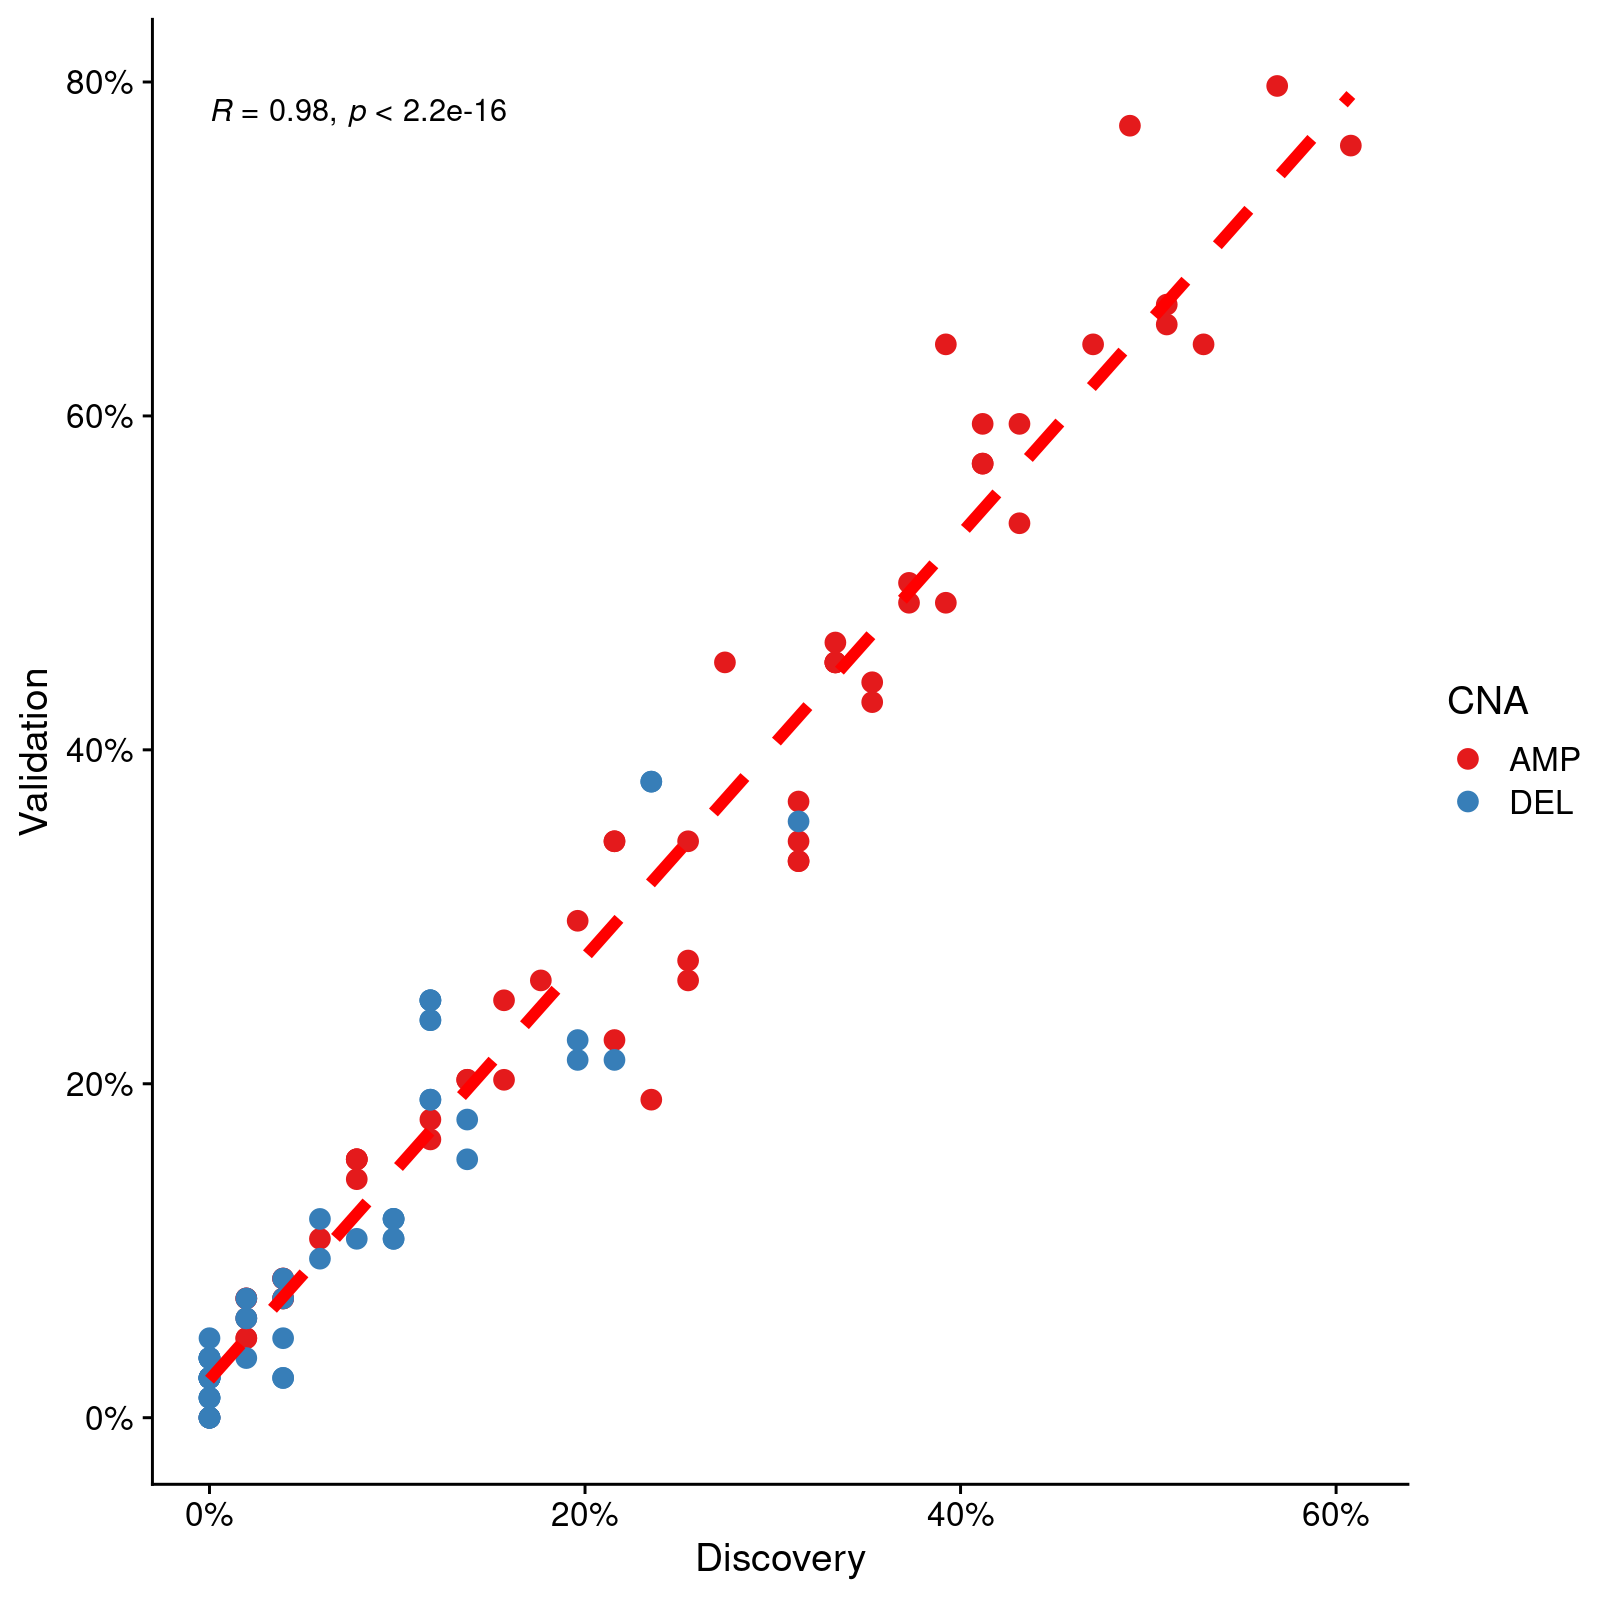 80%
R = 0.98, p < 2.2e-16
60%
Validation
40%
20%
0%
0%
20%
40%
60%
Discovery
CNA
AMP
DEL